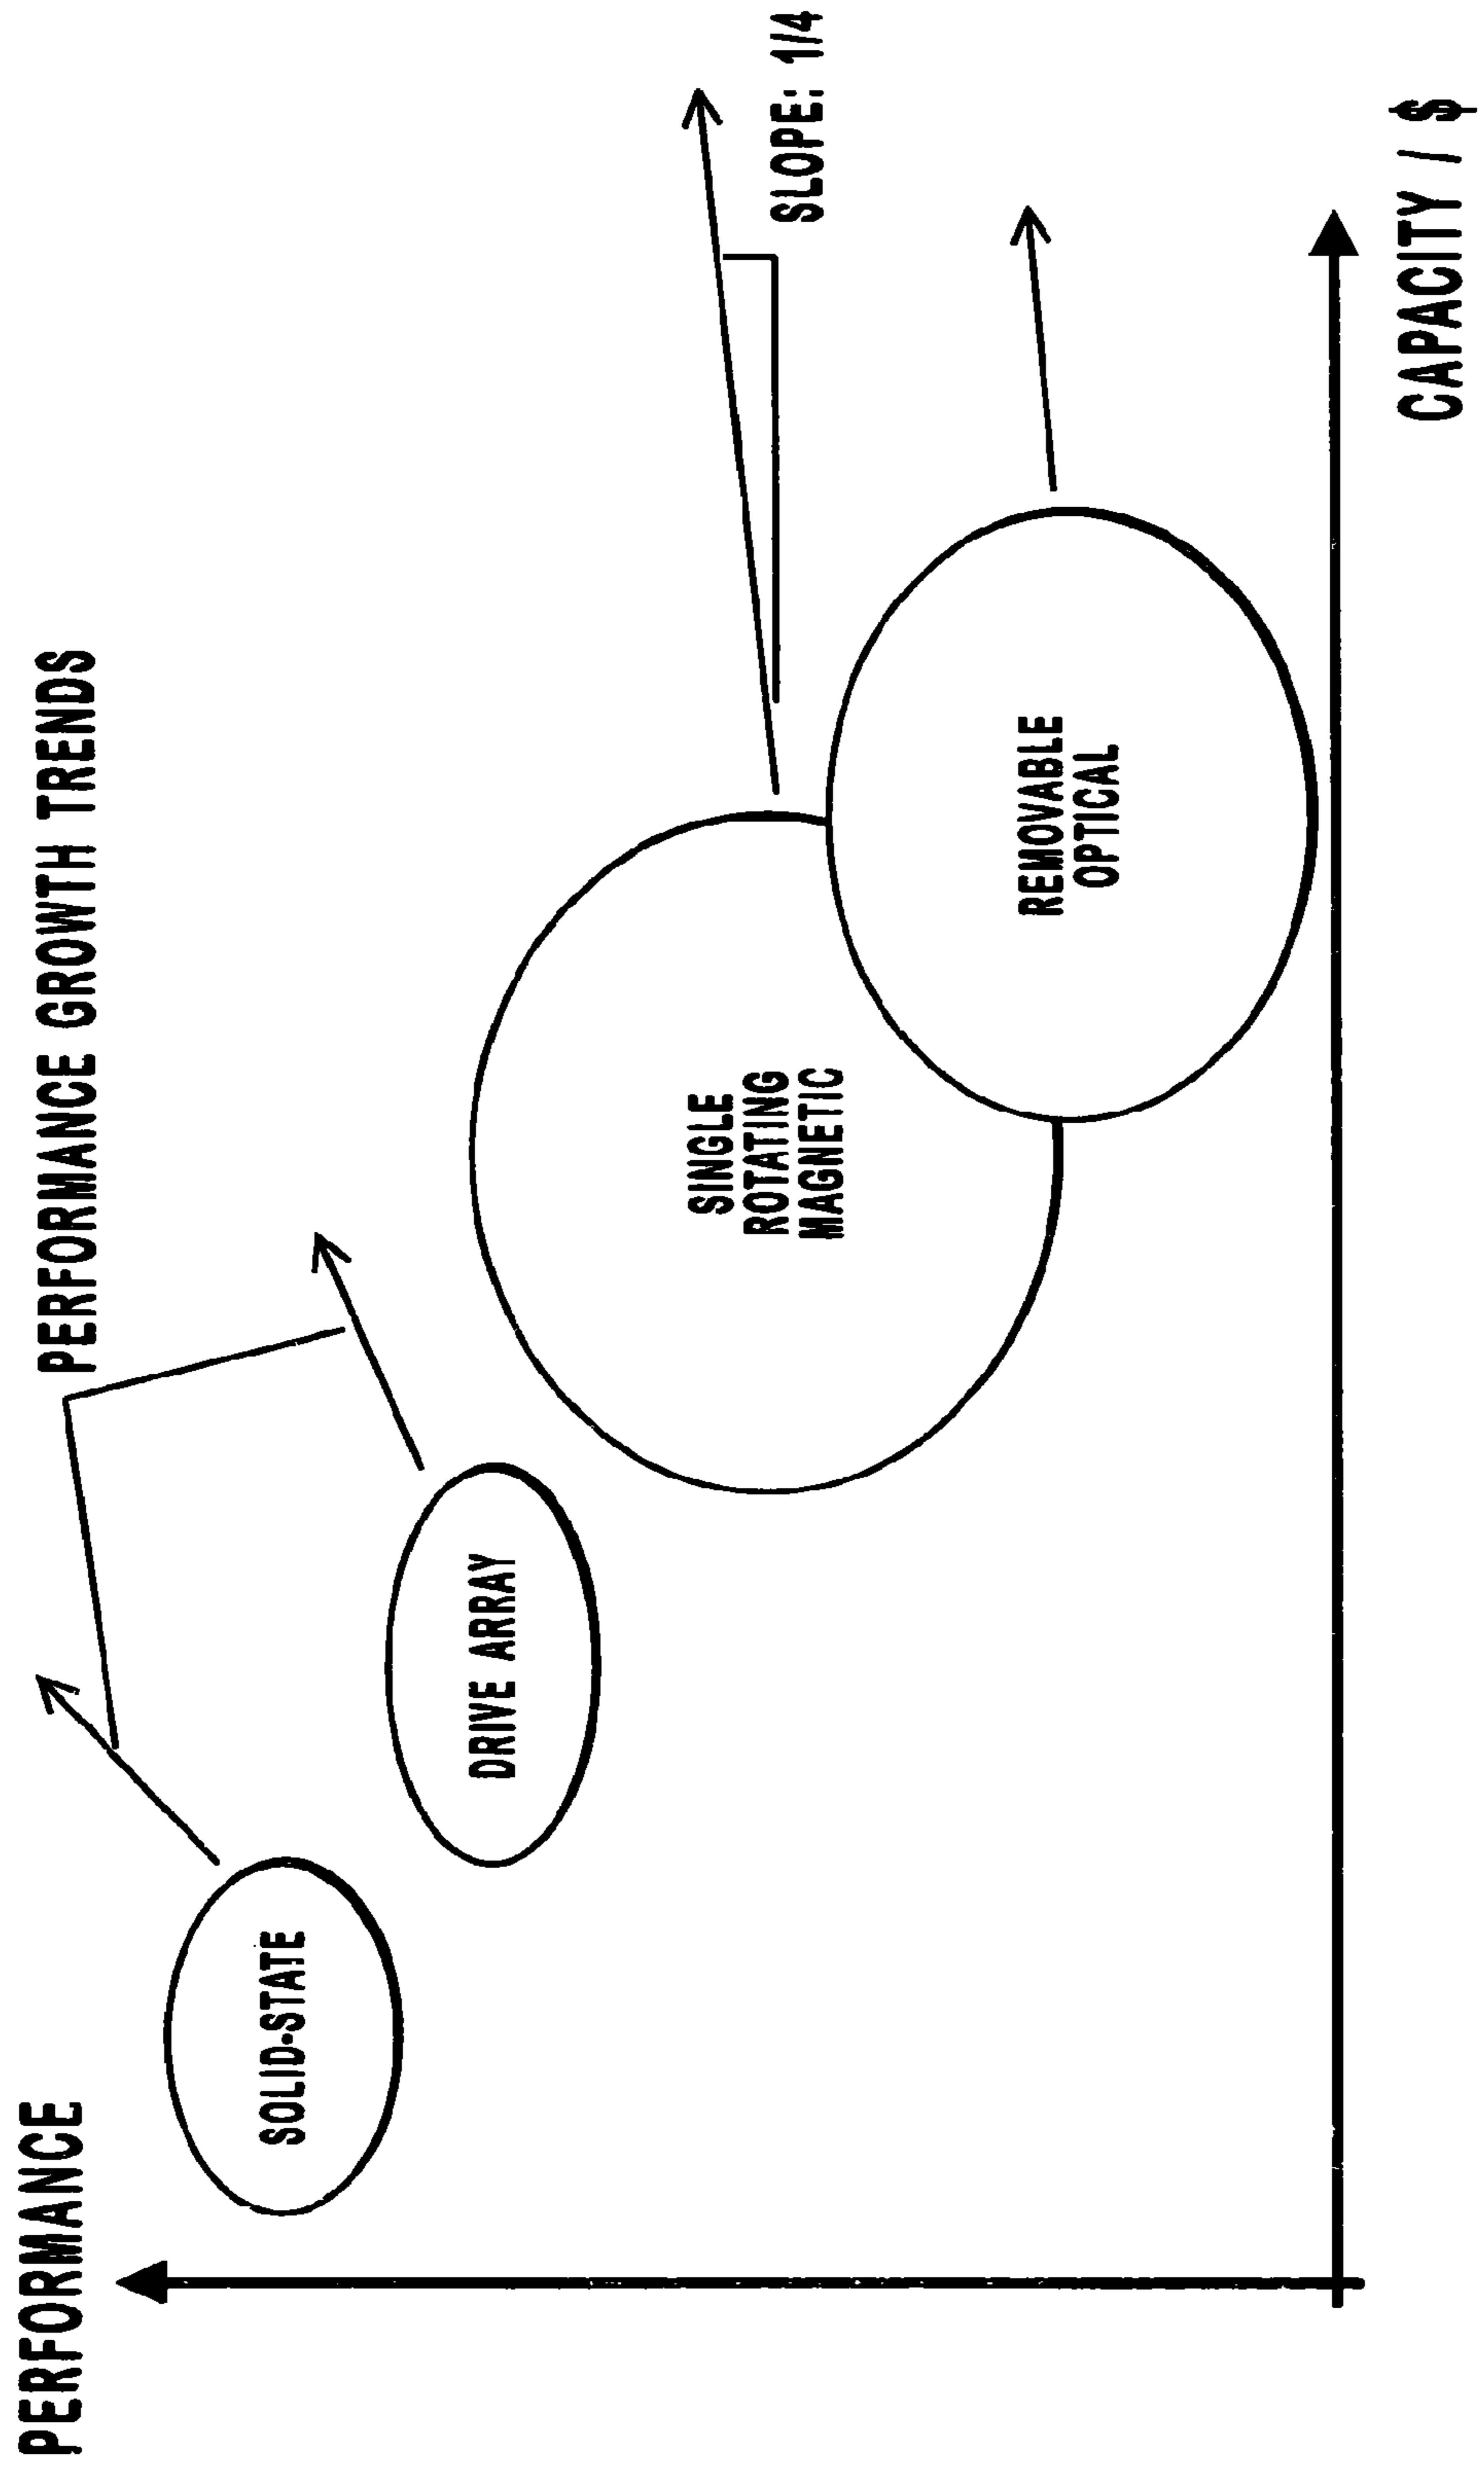 PERFORMANCE
PERFORMANCE GROWTH TRENDS
SOLID-STATE
DRIVE ARRAY
SINGLE
ROTATING
MAGNETIC
SLOPE: 1/4
REMOVABLE
OPTICAL
CAPACITY / $